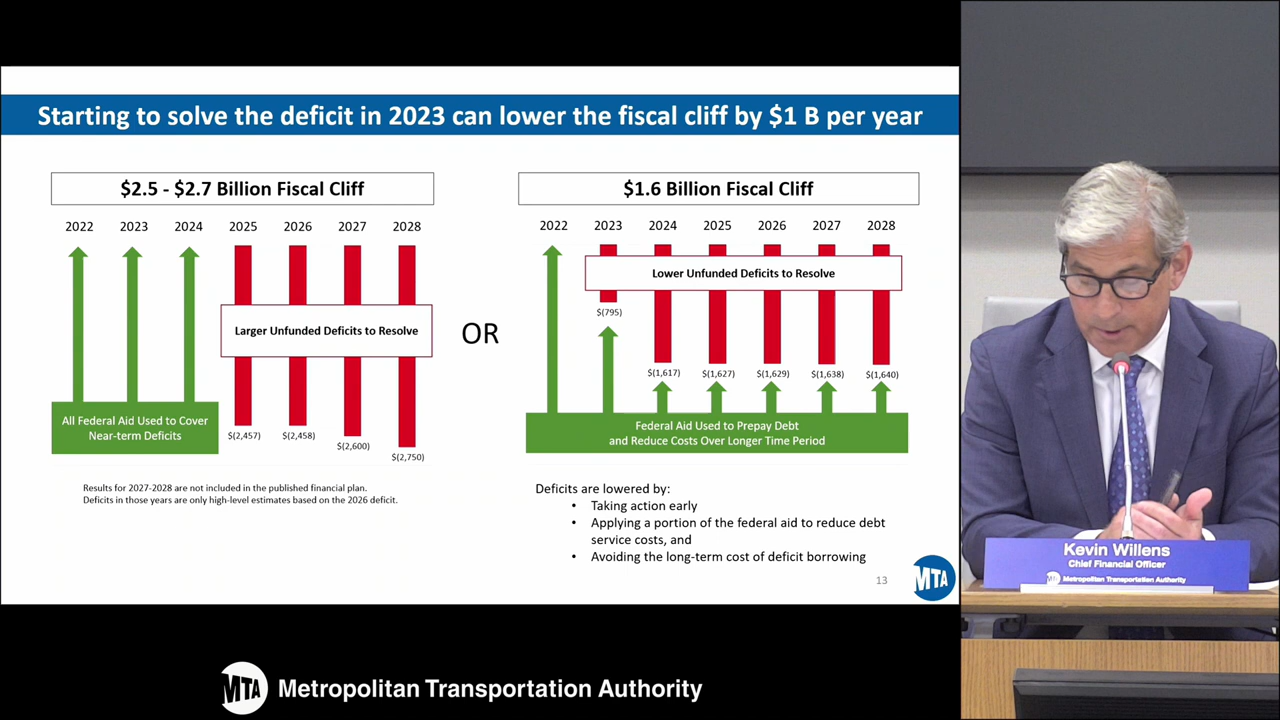 Starting to solve the deficit in 2023 can lower the fiscal cliff by $1 B per year
$2.5 - $2.7 Billion Fiscal Cliff
2022 2023 2024 2025 2026 2027 2028
Larger Unfunded Deficits to Resolve
All Federal Aid Used to Cover
Near-term Deficits
$(2,457) $(2,458) $(2,600) $(2,750)
Results for 2027-2028 are not included in the published financial plan.
Deficits in those years are only high-level estimates based on the 2026 deficit.
OR
$1.6 Billion Fiscal Cliff
2022 2023 2024 2025 2026 2027 2028
Lower Unfunded Deficits to Resolve
$(795)
$(1,617) $(1,627) $(1,629) $(1,638) $(1,640)
Federal Aid Used to Prepay Debt
and Reduce Costs Over Longer Time Period
Deficits are lowered by:
• Taking action early
• Applying a portion of the federal aid to reduce debt
service costs, and
• Avoiding the long-term cost of deficit borrowing
13
MTA
Kevin Willens
Chief Financial Officer
MTA Metropolitan Transportation Authority
MTA Metropolitan Transportation Authority